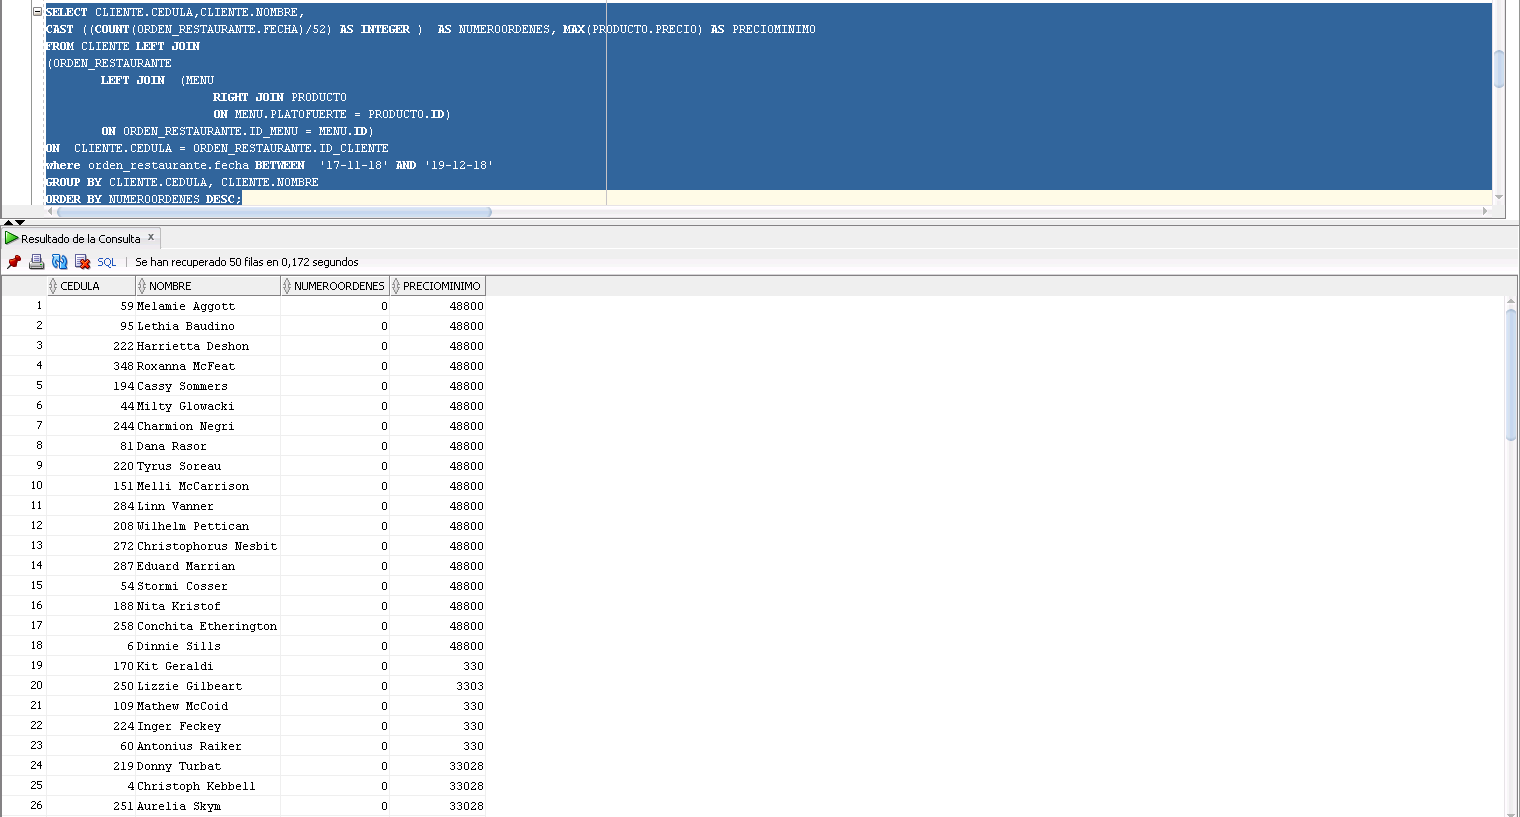 SELECT CLIENTE.CEDULA,CLIENTE.NOMBRE,
CAST ((COUNT(ORDEN_RESTAURANTE.FECHA)/52) AS INTEGER )  AS NUMEROORDENES, MAX(PRODUCTO.PRECIO) AS PRECIOMINIMO
FROM CLIENTE LEFT JOIN
(ORDEN_RESTAURANTE
LEFT JOIN  (MENU
RIGHT JOIN PRODUCTO
ON MENU.PLATOFUERTE = PRODUCTO.ID)
ON ORDEN_RESTAURANTE.ID_MENU = MENU.ID)
ON  CLIENTE.CEDULA = ORDEN_RESTAURANTE.ID_CLIENTE
where orden_restaurante.fecha BETWEEN  '17-11-18' AND '19-12-18'
GROUP BY CLIENTE.CEDULA, CLIENTE.NOMBRE
ORDER BY NUMEROORDENES DESC;
Resultado de la Consulta x
SQL | Se han recuperado 50 filas en 0,172 segundos
CEDULA NOMBRE NUMEROORDENES PRECIOMINIMO
1 59 Melamie Aggott 0 48800
2 95 Lethia Baudino 0 48800
3 222 Harrietta Deshon 0 48800
4 348 Roxanna McFeat 0 48800
5 194 Cassy Sommers 0 48800
6 44 Milty Glowacki 0 48800
7 244 Charmion Negri 0 48800
8 81 Dana Rasor 0 48800
9 220 Tyrus Soreau 0 48800
10 151 Melli McCarrison 0 48800
11 284 Linn Vanner 0 48800
12 208 Wilhelm Pettican 0 48800
13 272 Christophorus Nesbit 0 48800
14 287 Eduard Marrian 0 48800
15 54 Stormi Cosser 0 48800
16 188 Nita Kristof 0 48800
17 258 Conchita Etherington 0 48800
18 6 Dinnie Sills 0 48800
19 170 Kit Geraldi 0 330
20 250 Lizzie Gilbeart 0 3303
21 109 Mathew McCoid 0 330
22 224 Inger Feckey 0 330
23 60 Antonius Raiker 0 330
24 219 Donny Turbat 0 33028
25 4 Christoph Kebbell 0 33028
26 251 Aurelia Skym 0 33028